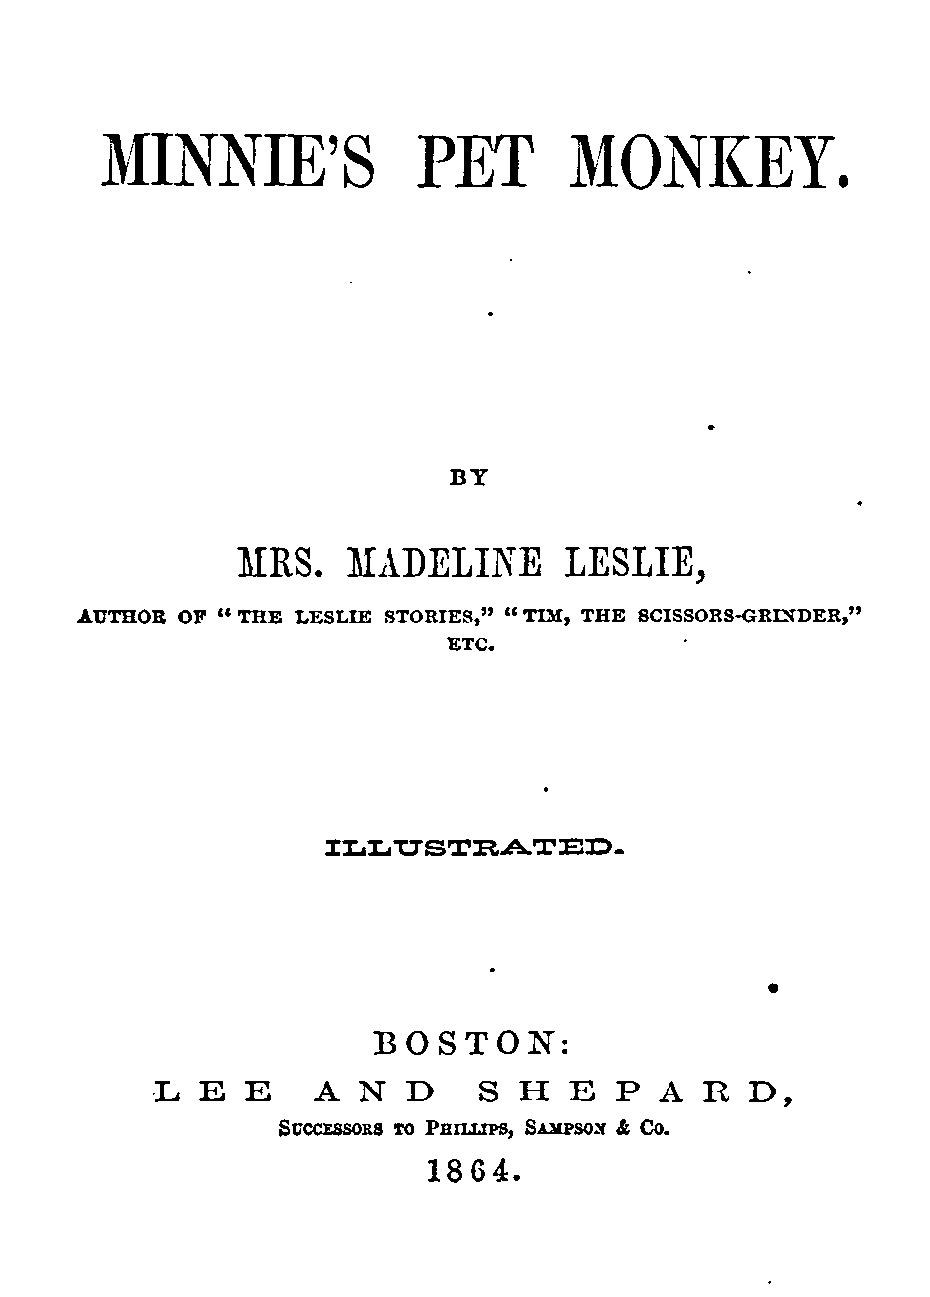 MINNIE'S PET MONKEY.
BY
MRS. MADELINE LESLIE,
AUTHOR OF “THE LESLIE STORIES,” “TIM, THE SCISSORS-GRINDER,”
ETC.
ILLUSTRATED.
BOSTON:
LEE AND SHEPARD,
SUCCESSORS TO PHILLIPS, SAMPSON & CO.
1864.